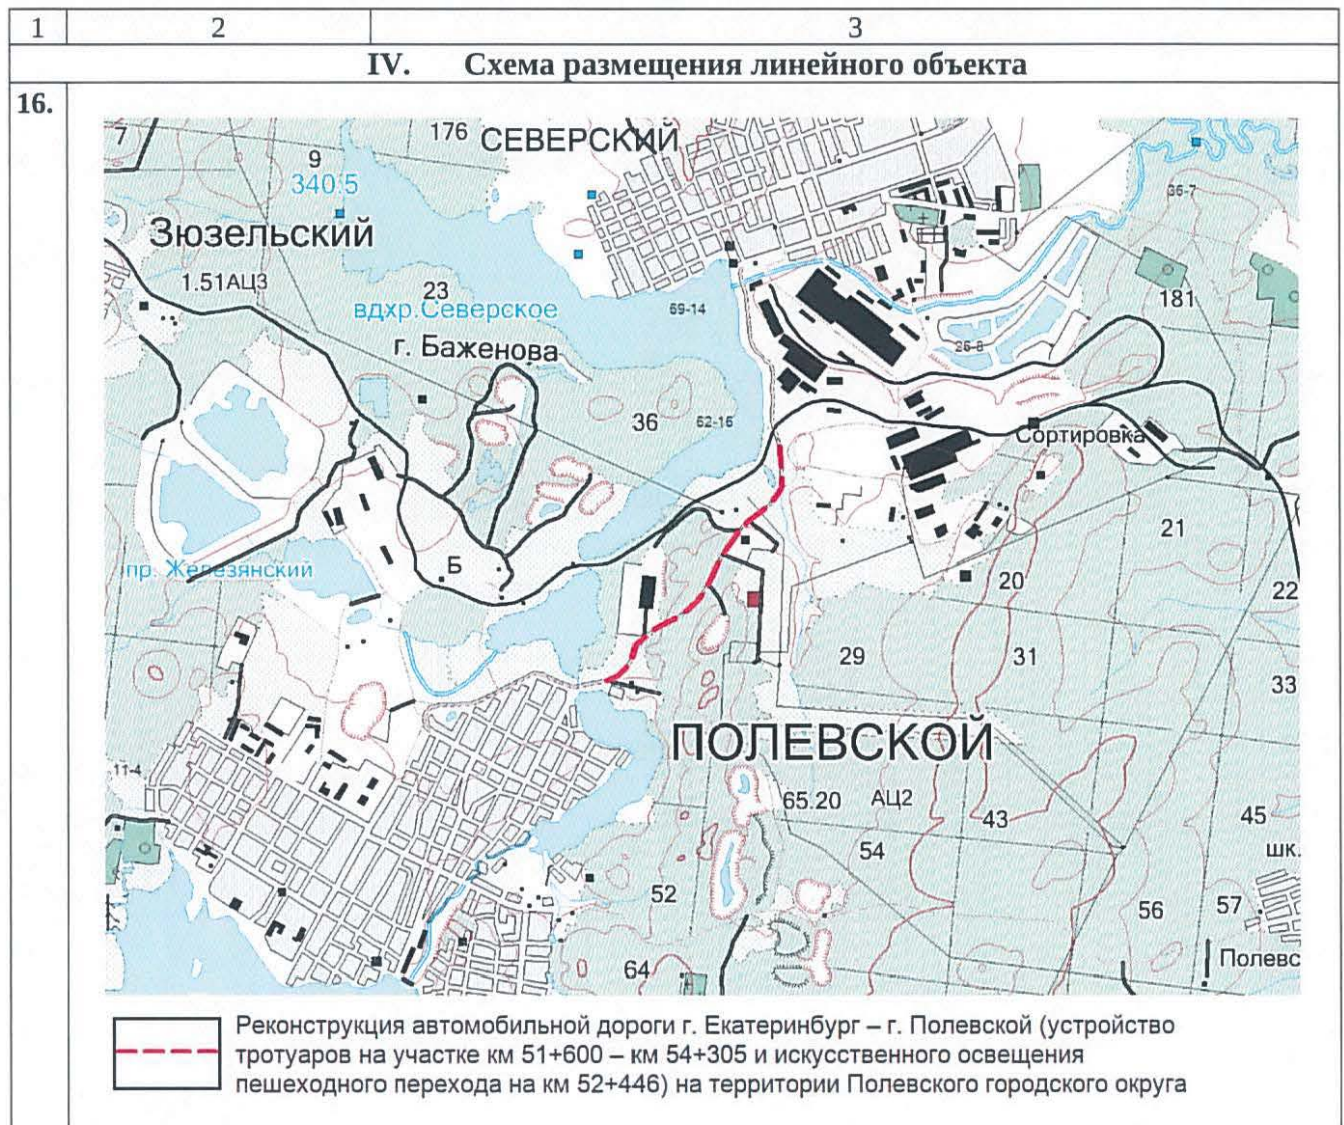 1 2 3
IV. Схема размещения линейного объекта
16.
7
176 СЕВЕРСКИЙ
9
340.5
36-7
Зюзельский
1.51АЦ3
23
181
вдхр.Северское
69-14
г. Баженова
26-8
36
62-15
Сортировка
21
пр. Железянский
Б
20
22
29
31
33
ПОЛЕВСКОЙ
11-4
65.20
АЦ2
43
45
54
шк.
52
56
57
64
Полевс
Реконструкция автомобильной дороги г. Екатеринбург – г. Полевской (устройство
тротуаров на участке км 51+600 – км 54+305 и искусственного освещения
пешеходного перехода на км 52+446) на территории Полевского городского округа